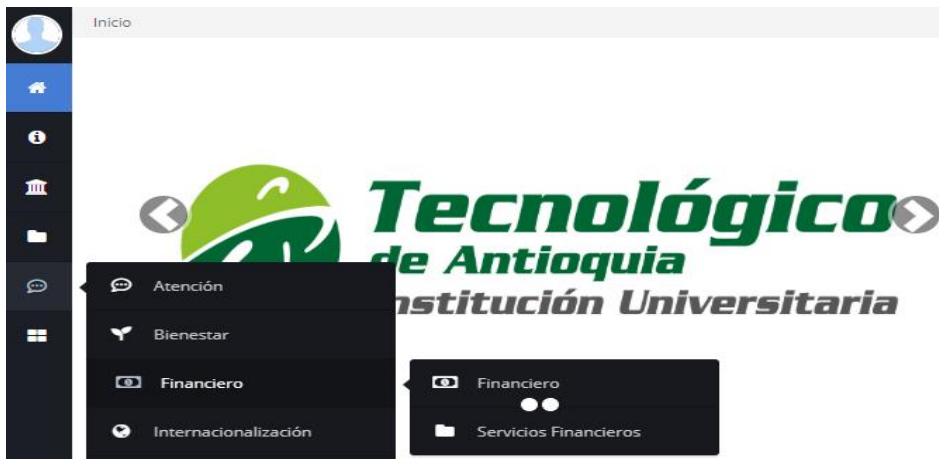 Inicio
Tecnológico
de Antioquia
nstitución Universitaria
Atención
Bienestar
Financiero
Internacionalización
Financiero
Servicios Financieros